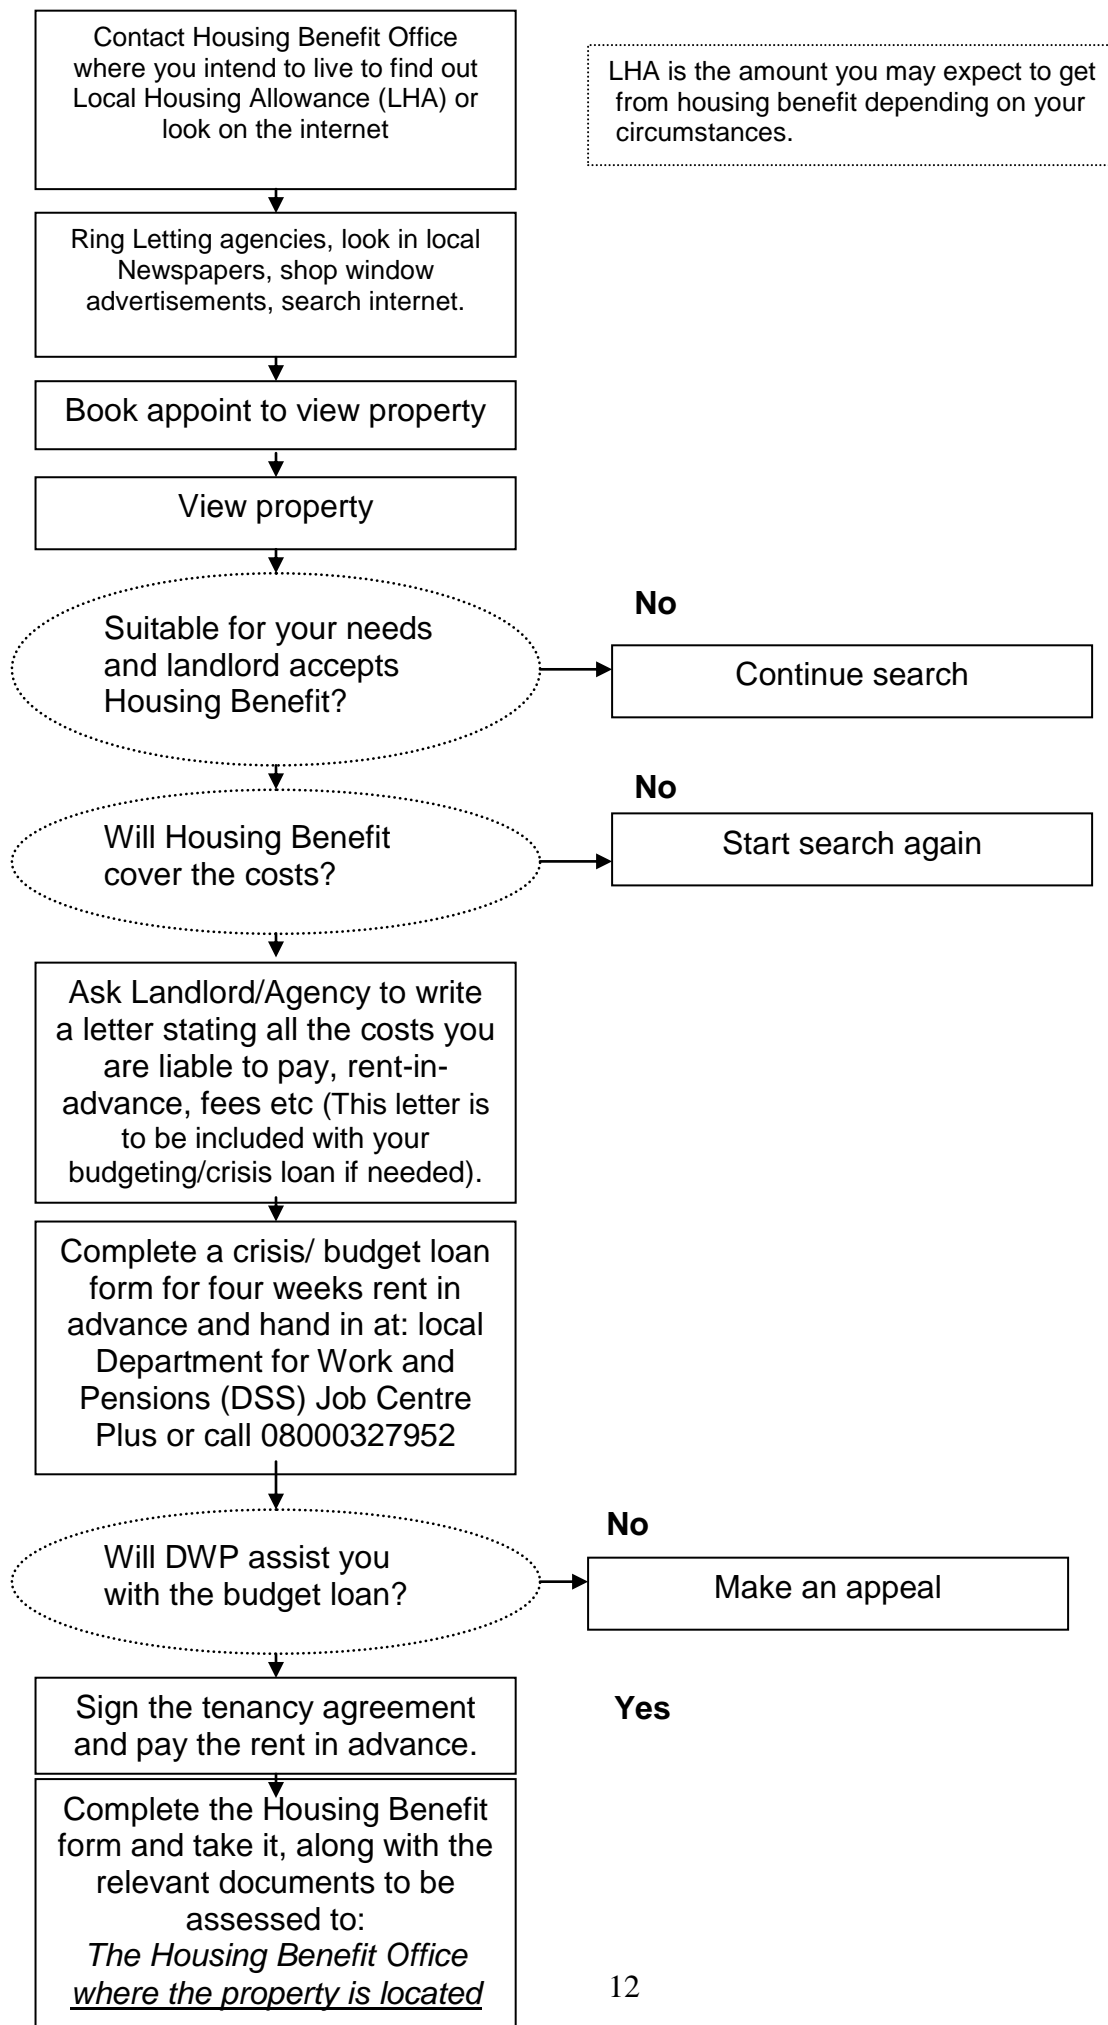 Contact Housing Benefit Office
where you intend to live to find out
Local Housing Allowance (LHA) or
look on the internet
LHA is the amount you may expect to get
from housing benefit depending on your
circumstances.
Ring Letting agencies, look in local
Newspapers, shop window
advertisements, search internet.
Book appoint to view property
View property
Suitable for your needs
and landlord accepts
Housing Benefit?
No
Continue search
Will Housing Benefit
cover the costs?
No
Start search again
Ask Landlord/Agency to write
a letter stating all the costs you
are liable to pay, rent-in-
advance, fees etc (This letter is
to be included with your
budgeting/crisis loan if needed).
Complete a crisis/ budget loan
form for four weeks rent in
advance and hand in at: local
Department for Work and
Pensions (DSS) Job Centre
Plus or call 08000327952
Will DWP assist you
with the budget loan?
No
Make an appeal
Sign the tenancy agreement
and pay the rent in advance.
Yes
Complete the Housing Benefit
form and take it, along with the
relevant documents to be
assessed to:
The Housing Benefit Office
where the property is located
12